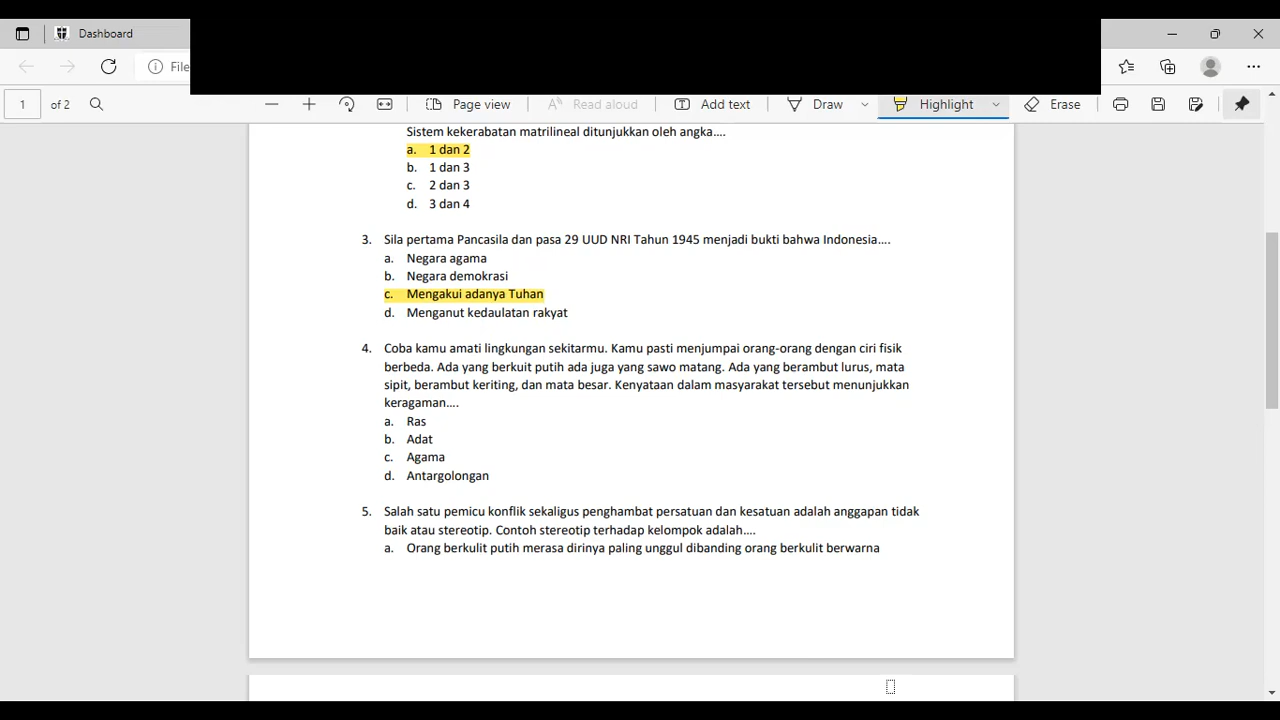 Dashboard
File
1 of 2
Page view
Read aloud
Add text
Draw
Highlight
Erase
Sistem kekerabatan matrilineal ditunjukkan oleh angka....
a. 1 dan 2
b. 1 dan 3
c. 2 dan 3
d. 3 dan 4
3. Sila pertama Pancasila dan pasa 29 UUD NRI Tahun 1945 menjadi bukti bahwa Indonesia....
a. Negara agama
b. Negara demokrasi
c. Mengakui adanya Tuhan
d. Menganut kedaulatan rakyat
4. Coba kamu amati lingkungan sekitarmu. Kamu pasti menjumpai orang-orang dengan ciri fisik
berbeda. Ada yang berkuit putih ada juga yang sawo matang. Ada yang berambut lurus, mata
sipit, berambut keriting, dan mata besar. Kenyataan dalam masyarakat tersebut menunjukkan
keragaman....
a. Ras
b. Adat
c. Agama
d. Antargolongan
5. Salah satu pemicu konflik sekaligus penghambat persatuan dan kesatuan adalah anggapan tidak
baik atau stereotip. Contoh stereotip terhadap kelompok adalah....
a. Orang berkulit putih merasa dirinya paling unggul dibanding orang berkulit berwarna